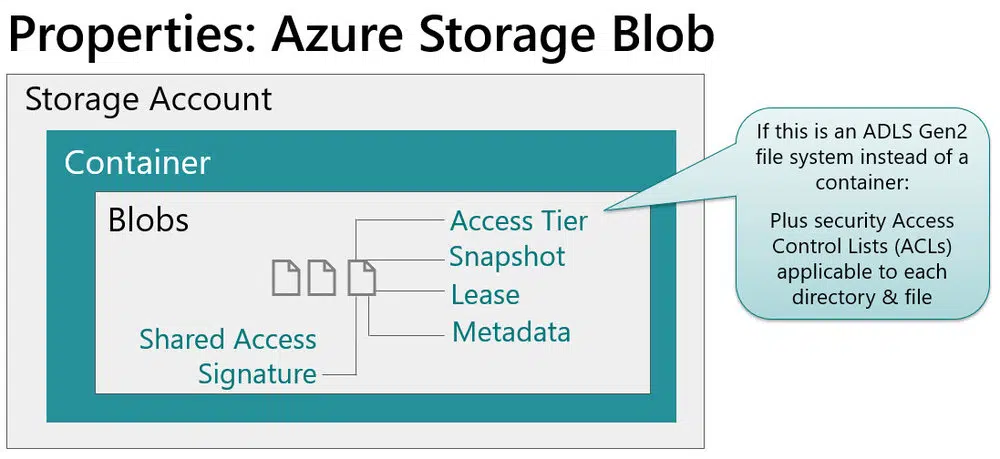 Properties: Azure Storage Blob
Storage Account
Container
Blobs
Access Tier
Snapshot
Lease
Metadata
Shared Access
Signature
If this is an ADLS Gen2
file system instead of a
container:
Plus security Access
Control Lists (ACLs)
applicable to each
directory & file